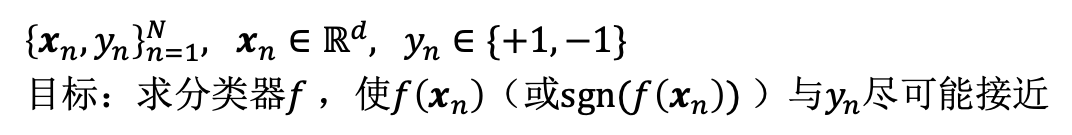 {𝒙ₙ, yₙ}ₙ₌₁ᴺ,  𝒙ₙ ∈ ℝᵈ,  yₙ ∈ {+1, −1}
目标：求分类器f，使f(𝒙ₙ)（或sgn(f(𝒙ₙ))）与yₙ尽可能接近